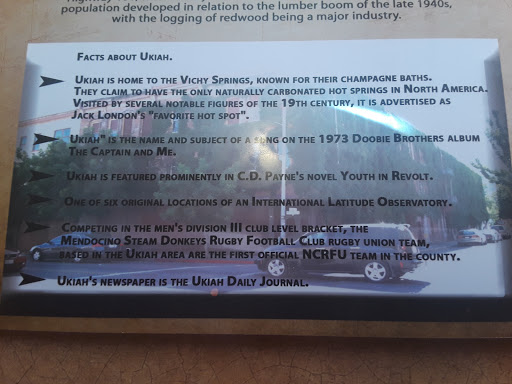 population developed in relation to the lumber boom of the late 1940s,
with the logging of redwood being a major industry.
Facts about Ukiah.
Ukiah is home to the Vichy Springs, known for their champagne baths.
They claim to have the only naturally carbonated hot springs in North America.
Visited by several notable figures of the 19th century, it is advertised as
Jack London's "favorite hot spot".
Ukiah" is the name and subject of a song on the 1973 Doobie Brothers album
The Captain and Me.
Ukiah is featured prominently in C.D. Payne's novel Youth in Revolt.
One of six original locations of an International Latitude Observatory.
Competing in the men's division III club level bracket, the
Mendocino Steam Donkeys Rugby Football Club rugby union team,
based in the Ukiah area are the first official NCRFU team in the county.
Ukiah's newspaper is the Ukiah Daily Journal.